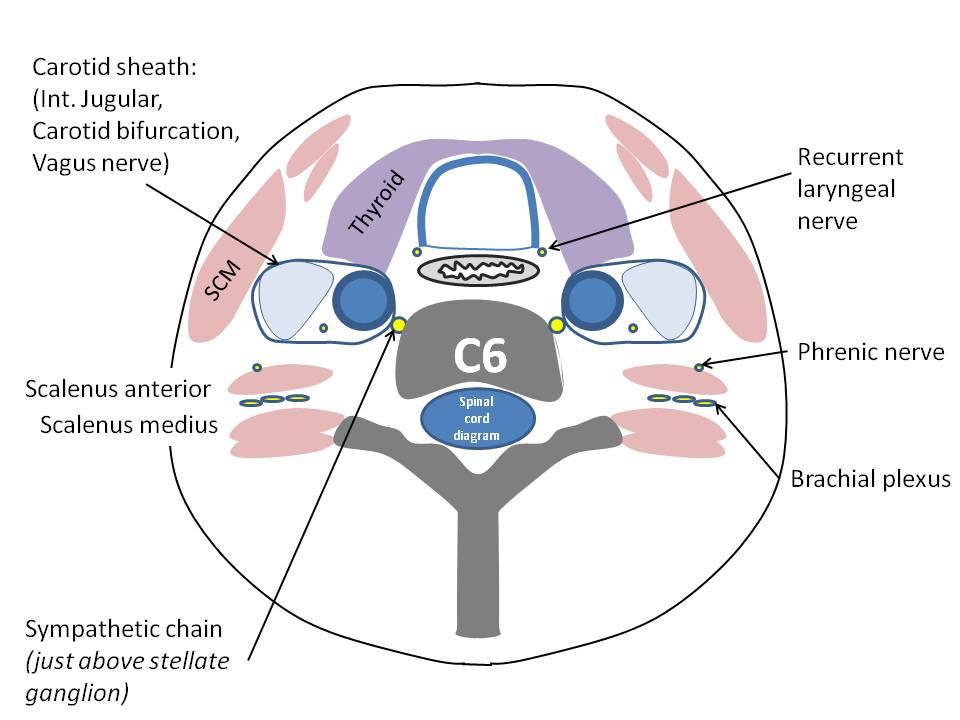 Carotid sheath:
(Int. Jugular,
Carotid bifurcation,
Vagus nerve)
Recurrent
laryngeal
nerve
Thyroid
SCM
C6
Phrenic nerve
Scalenus anterior
Scalenus medius
Spinal
cord
diagram
Brachial plexus
Sympathetic chain
(just above stellate
ganglion)